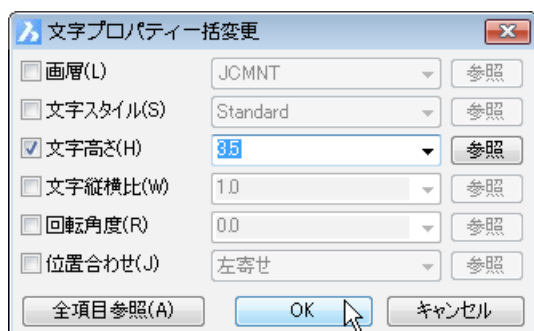 文字プロパティー括変更
画層(L) JCMNT 参照
文字スタイル(S) Standard 参照
文字高さ(H) 3.5 参照
文字縦横比(W) 1.0 参照
回転角度(R) 0.0 参照
位置合わせ(J) 左寄せ 参照
全項目参照(A) OK キャンセル